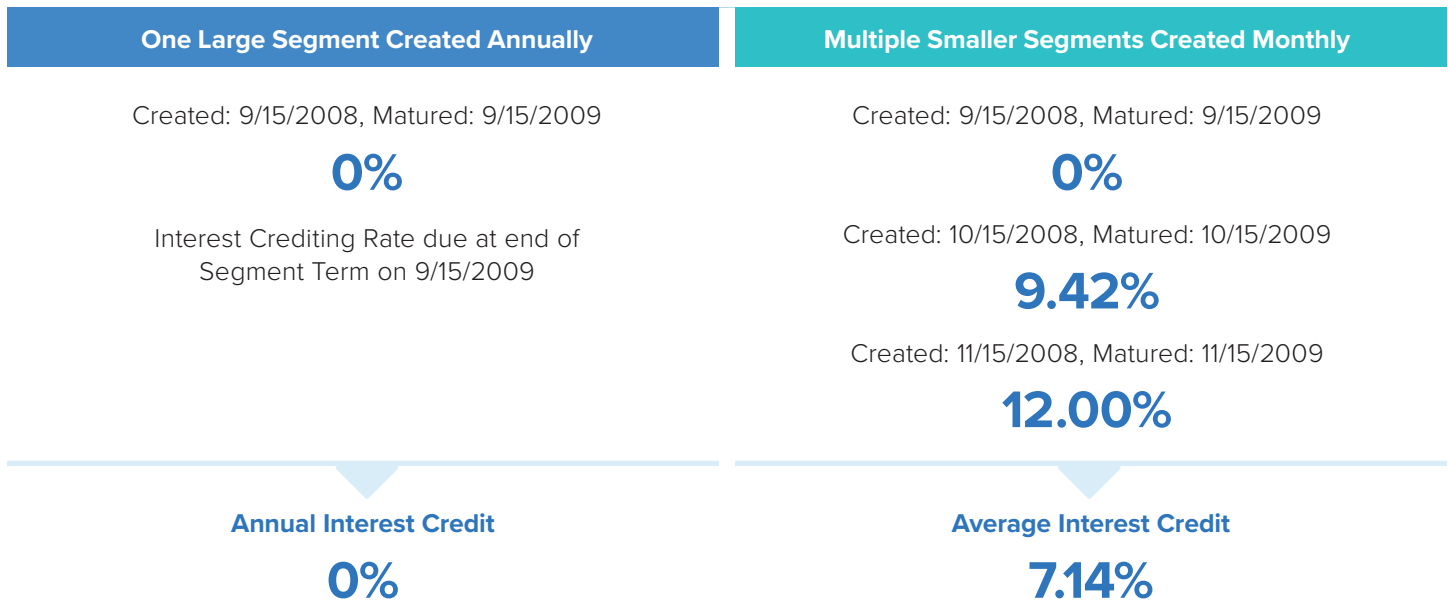 One Large Segment Created Annually
Created: 9/15/2008, Matured: 9/15/2009
0%
Interest Crediting Rate due at end of
Segment Term on 9/15/2009
Annual Interest Credit
0%
Multiple Smaller Segments Created Monthly
Created: 9/15/2008, Matured: 9/15/2009
0%
Created: 10/15/2008, Matured: 10/15/2009
9.42%
Created: 11/15/2008, Matured: 11/15/2009
12.00%
Average Interest Credit
7.14%